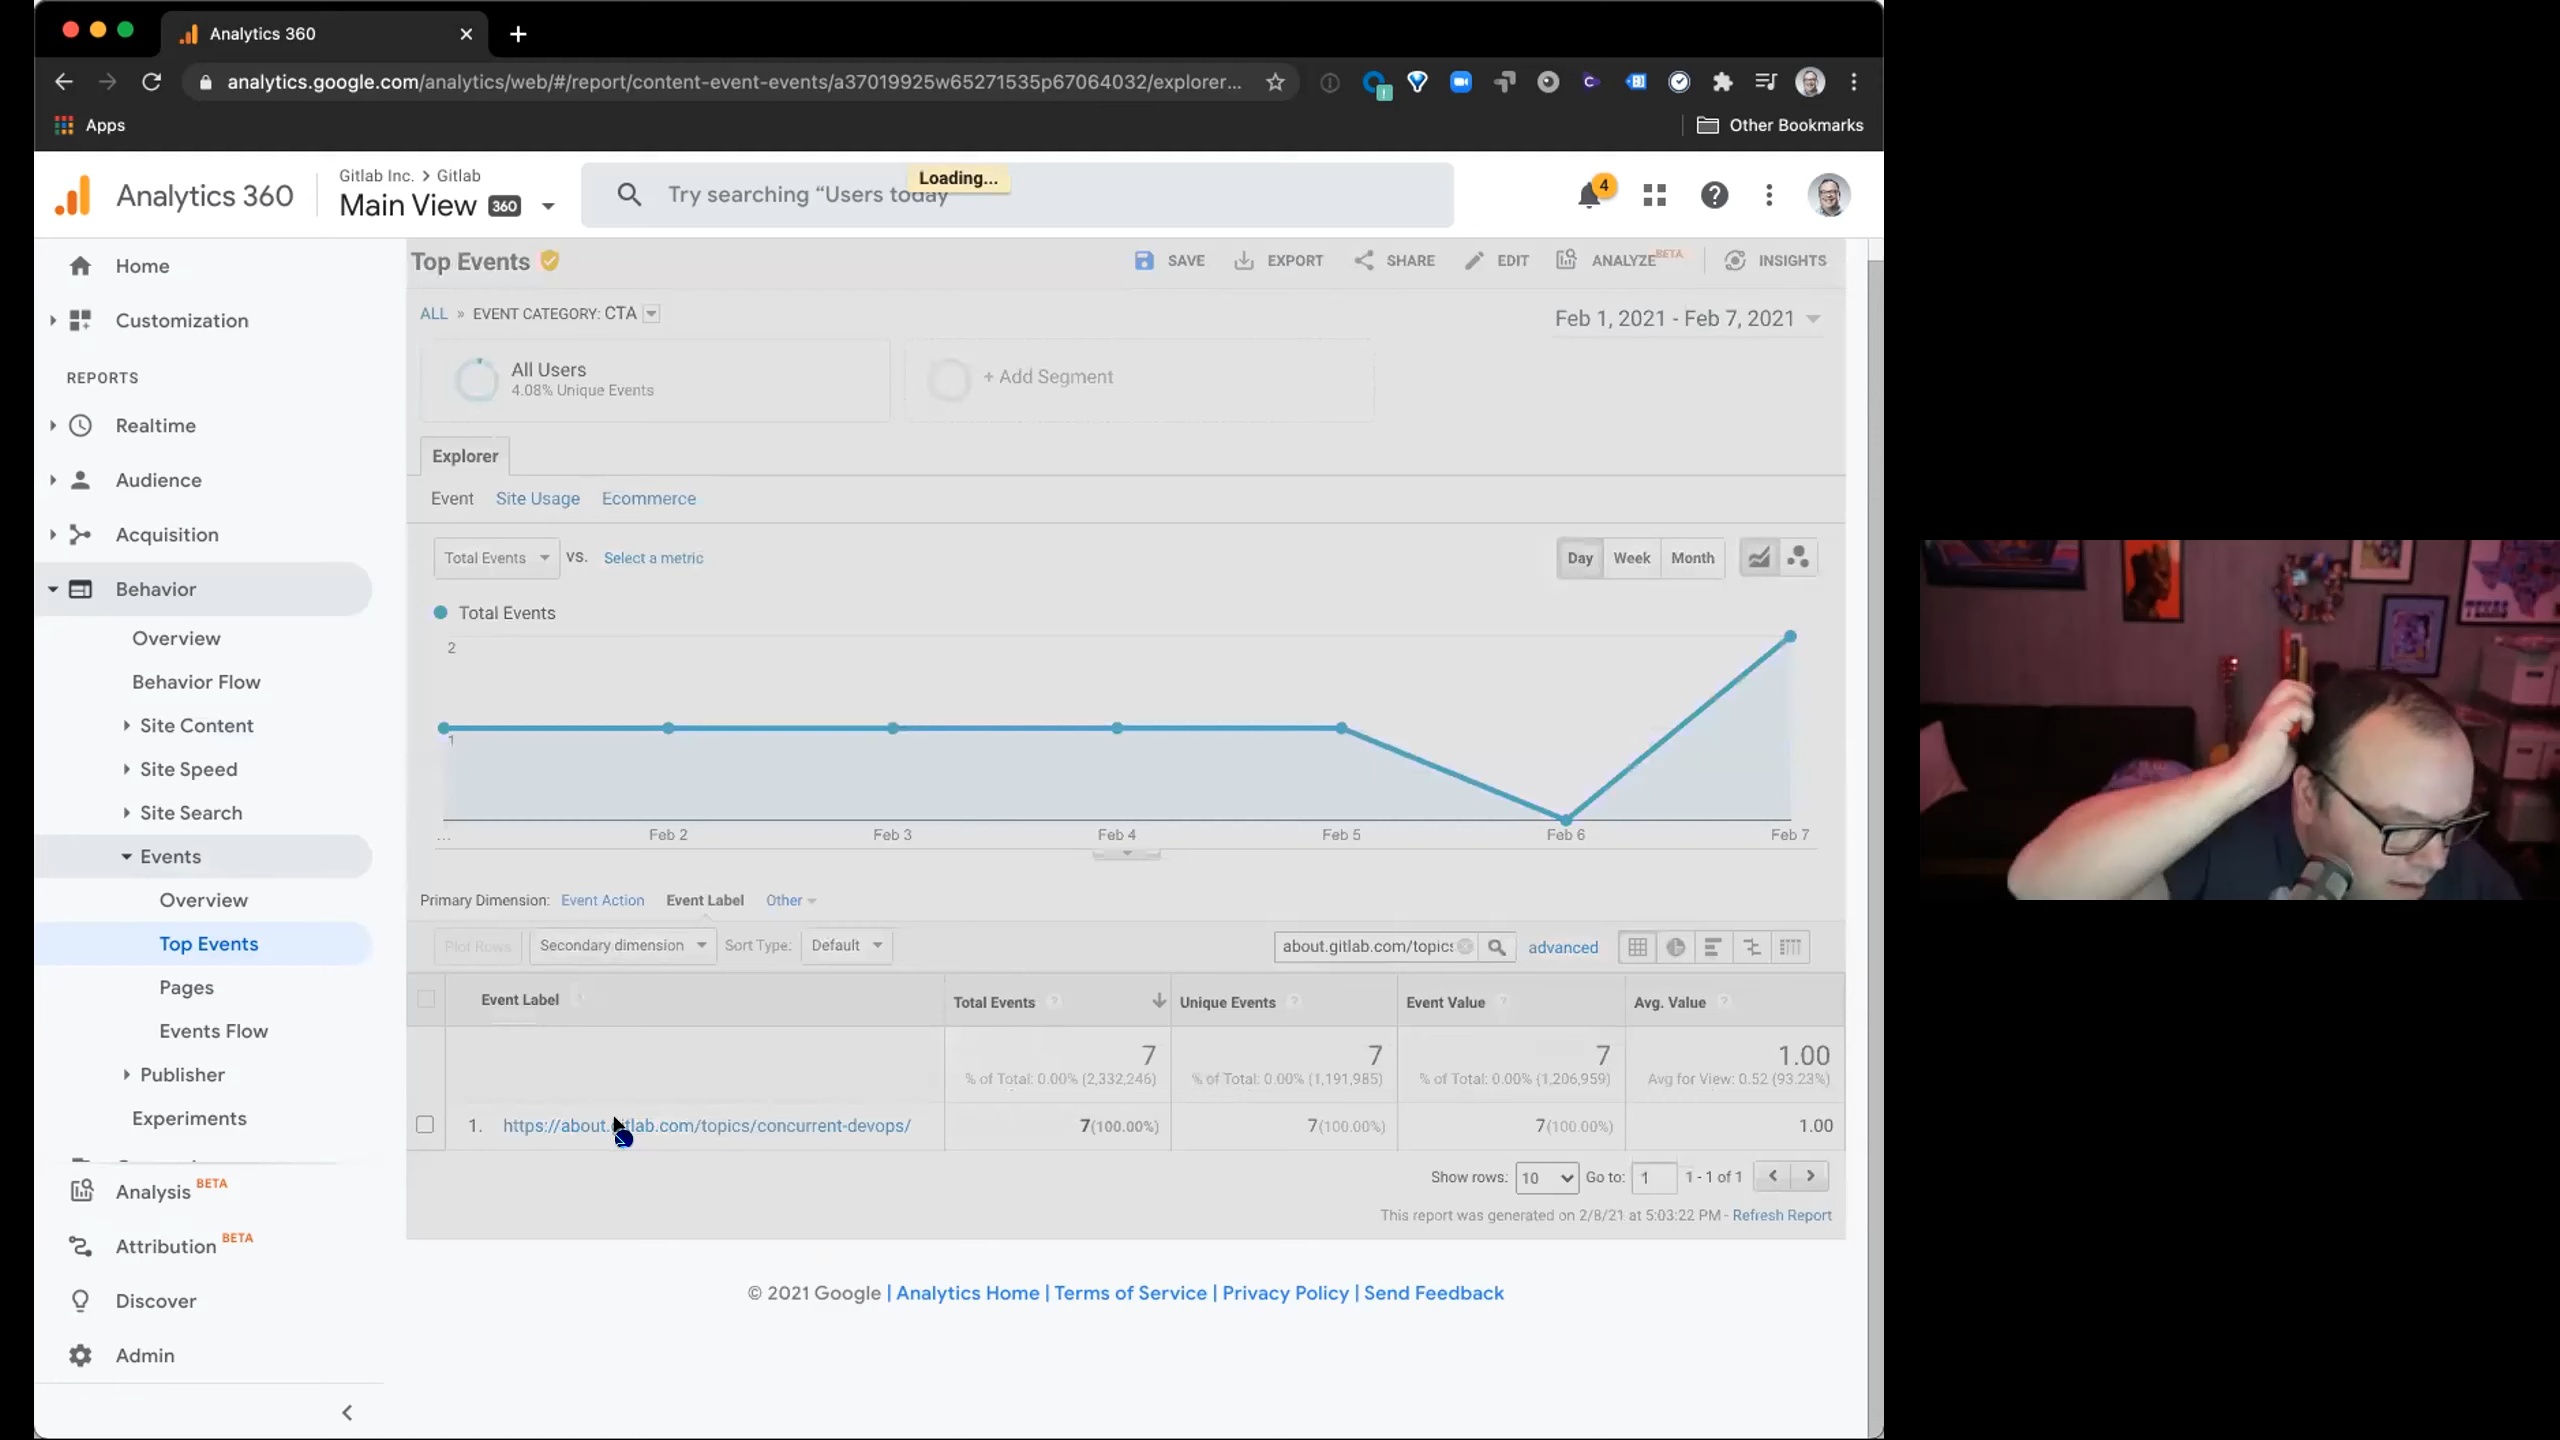 Analytics 360
analytics.google.com/analytics/web/#/report/content-event-events/a37019925w65271535p67064032/explorer...
Apps
Other Bookmarks
Analytics 360
Gitlab Inc. > Gitlab
Main View 360
Try searching “Users today
Loading...
4
Home
Customization
REPORTS
Realtime
Audience
Acquisition
Behavior
Overview
Behavior Flow
Site Content
Site Speed
Site Search
Events
Overview
Top Events
Pages
Events Flow
Publisher
Experiments
Analysis BETA
Attribution BETA
Discover
Admin
Top Events
SAVE EXPORT SHARE EDIT ANALYZE BETA INSIGHTS
ALL » EVENT CATEGORY: CTA
Feb 1, 2021 - Feb 7, 2021
All Users
4.08% Unique Events
+ Add Segment
Explorer
Event Site Usage Ecommerce
Total Events VS. Select a metric
Day Week Month
Total Events
2
1
... Feb 2 Feb 3 Feb 4 Feb 5 Feb 6 Feb 7
Primary Dimension: Event Action Event Label Other
Plot Rows Secondary dimension Sort Type: Default
about.gitlab.com/topics advanced
Event Label Total Events ? Unique Events ? Event Value ? Avg. Value ?
7 7 7 1.00
% of Total: 0.00% (2,332,246) % of Total: 0.00% (1,191,985) % of Total: 0.00% (1,206,959) Avg for View: 0.52 (93.23%)
1. https://about.gitlab.com/topics/concurrent-devops/ 7(100.00%) 7(100.00%) 7(100.00%) 1.00
Show rows: 10 Go to: 1 1 - 1 of 1
This report was generated on 2/8/21 at 5:03:22 PM - Refresh Report
© 2021 Google | Analytics Home | Terms of Service | Privacy Policy | Send Feedback
TEXAS